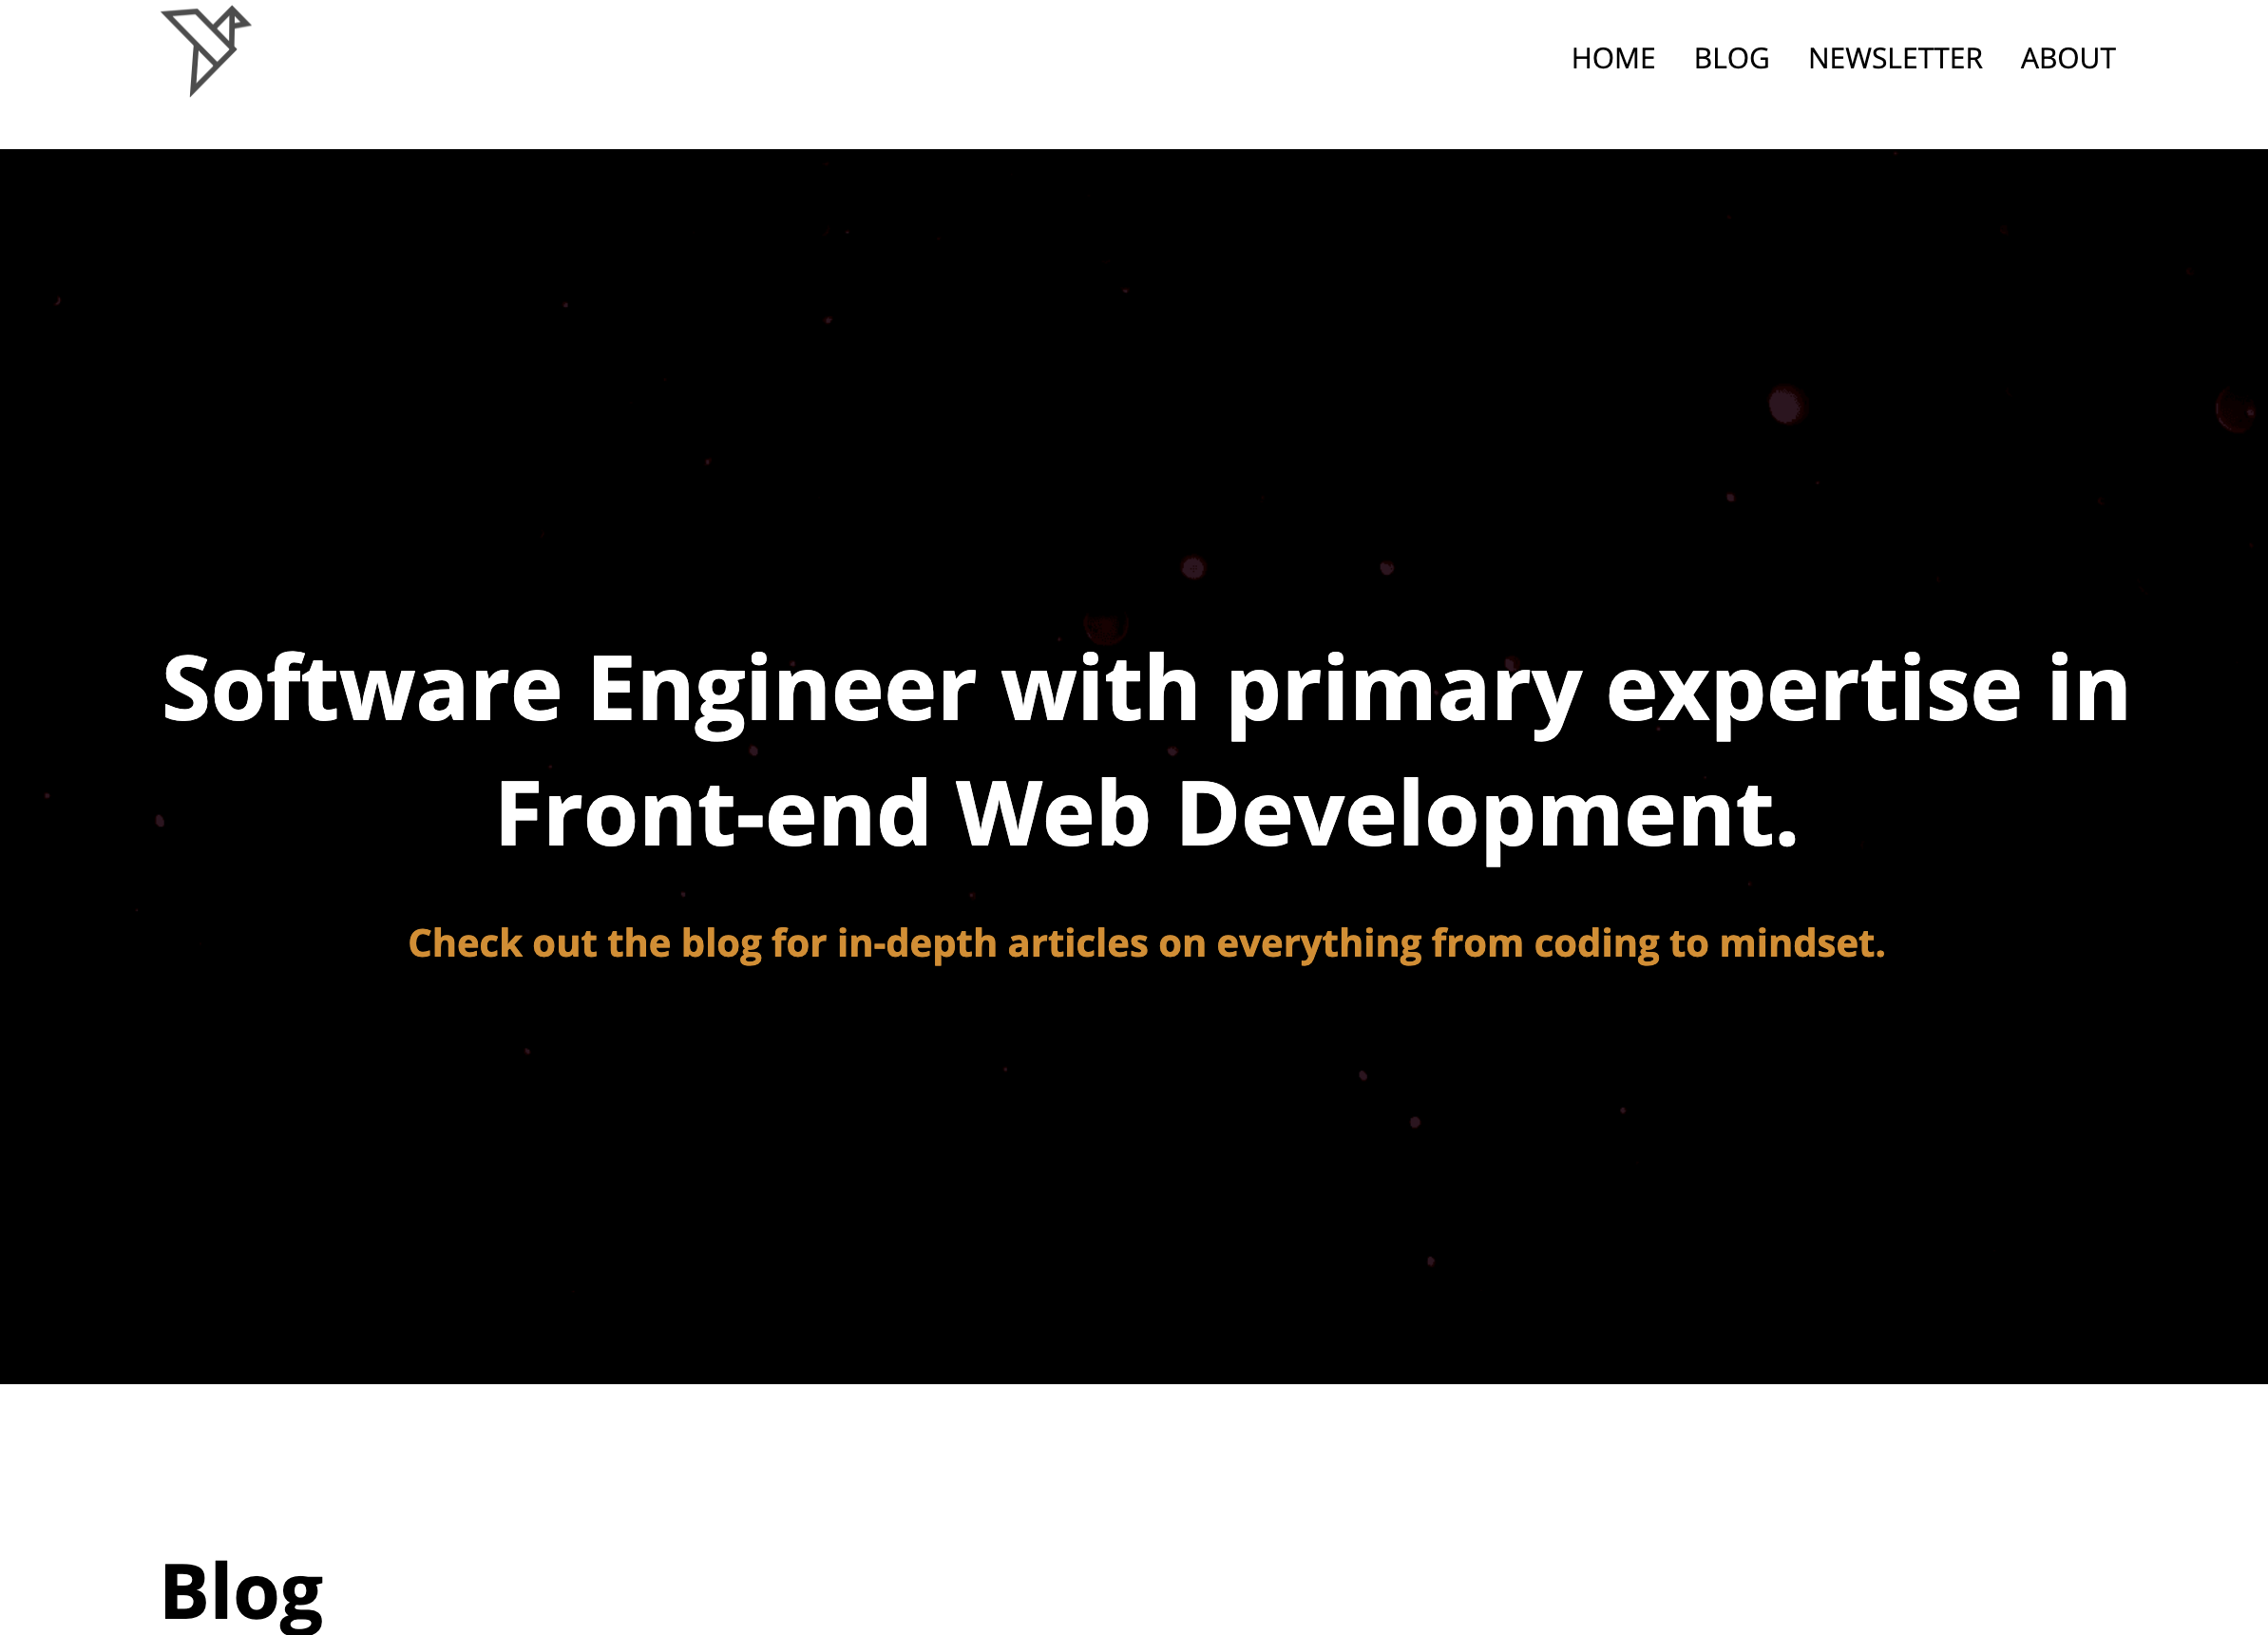 HOME BLOG NEWSLETTER ABOUT
Software Engineer with primary expertise in
Front-end Web Development.
Check out the blog for in-depth articles on everything from coding to mindset.
Blog